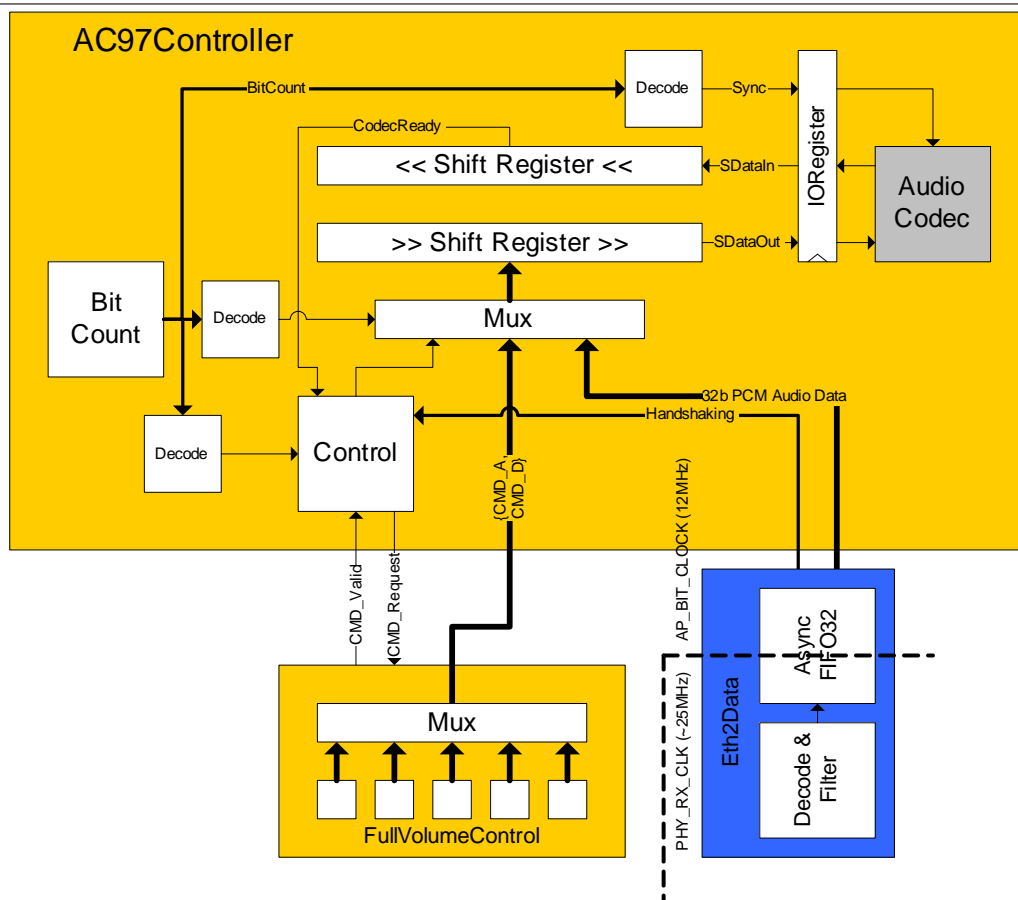 AC97Controller
BitCount
Decode
Sync
IORegister
CodecReady
<< Shift Register <<
SDataIn
Audio
Codec
>> Shift Register >>
SDataOut
Bit
Count
Decode
Mux
32b PCM Audio Data
Handshaking
Decode
Control
{CMD_A,
CMD_D}
AP_BIT_CLOCK (12MHz)
CMD_Valid
CMD_Request
Async
FIFO32
Mux
Eth2Data
PHY_RX_CLK (~25MHz)
Decode &
Filter
FullVolumeControl